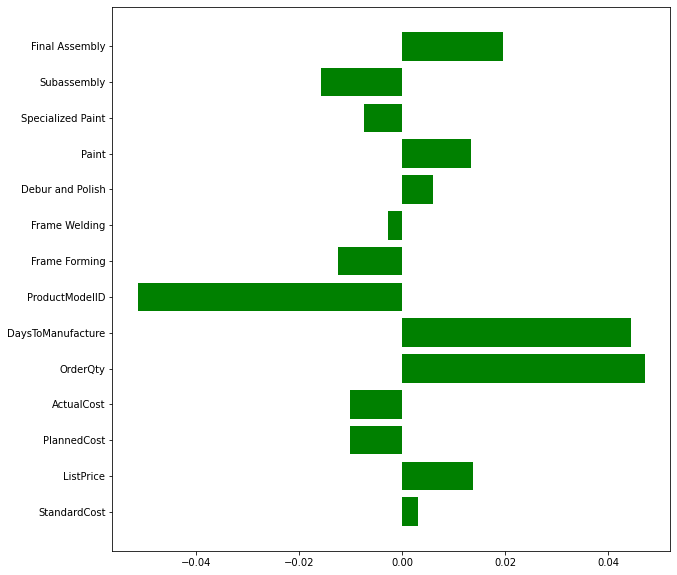 Final Assembly
Subassembly
Specialized Paint
Paint
Debur and Polish
Frame Welding
Frame Forming
ProductModelID
DaysToManufacture
OrderQty
ActualCost
PlannedCost
ListPrice
StandardCost
−0.04 −0.02 0.00 0.02 0.04